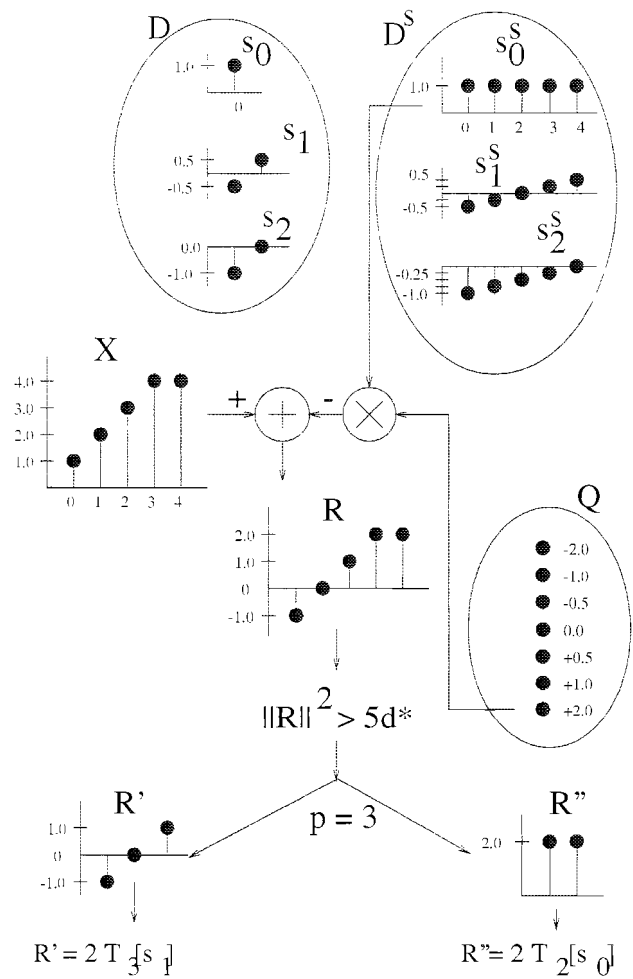 D
s0
1.0
0
s1
0.5
-0.5
s2
0.0
-1.0
D^S
s0^S
1.0
0 1 2 3 4
s1^S
0.5
-0.5
s2^S
-0.25
-1.0
X
4.0
3.0
2.0
1.0
0 1 2 3 4
+
-
R
2.0
1.0
0
-1.0
Q
-2.0
-1.0
-0.5
0.0
+0.5
+1.0
+2.0
||R||^2 > 5d*
p = 3
R'
1.0
0
-1.0
R'= 2 T3[s1]
R"
2.0
R"= 2 T2[s0]